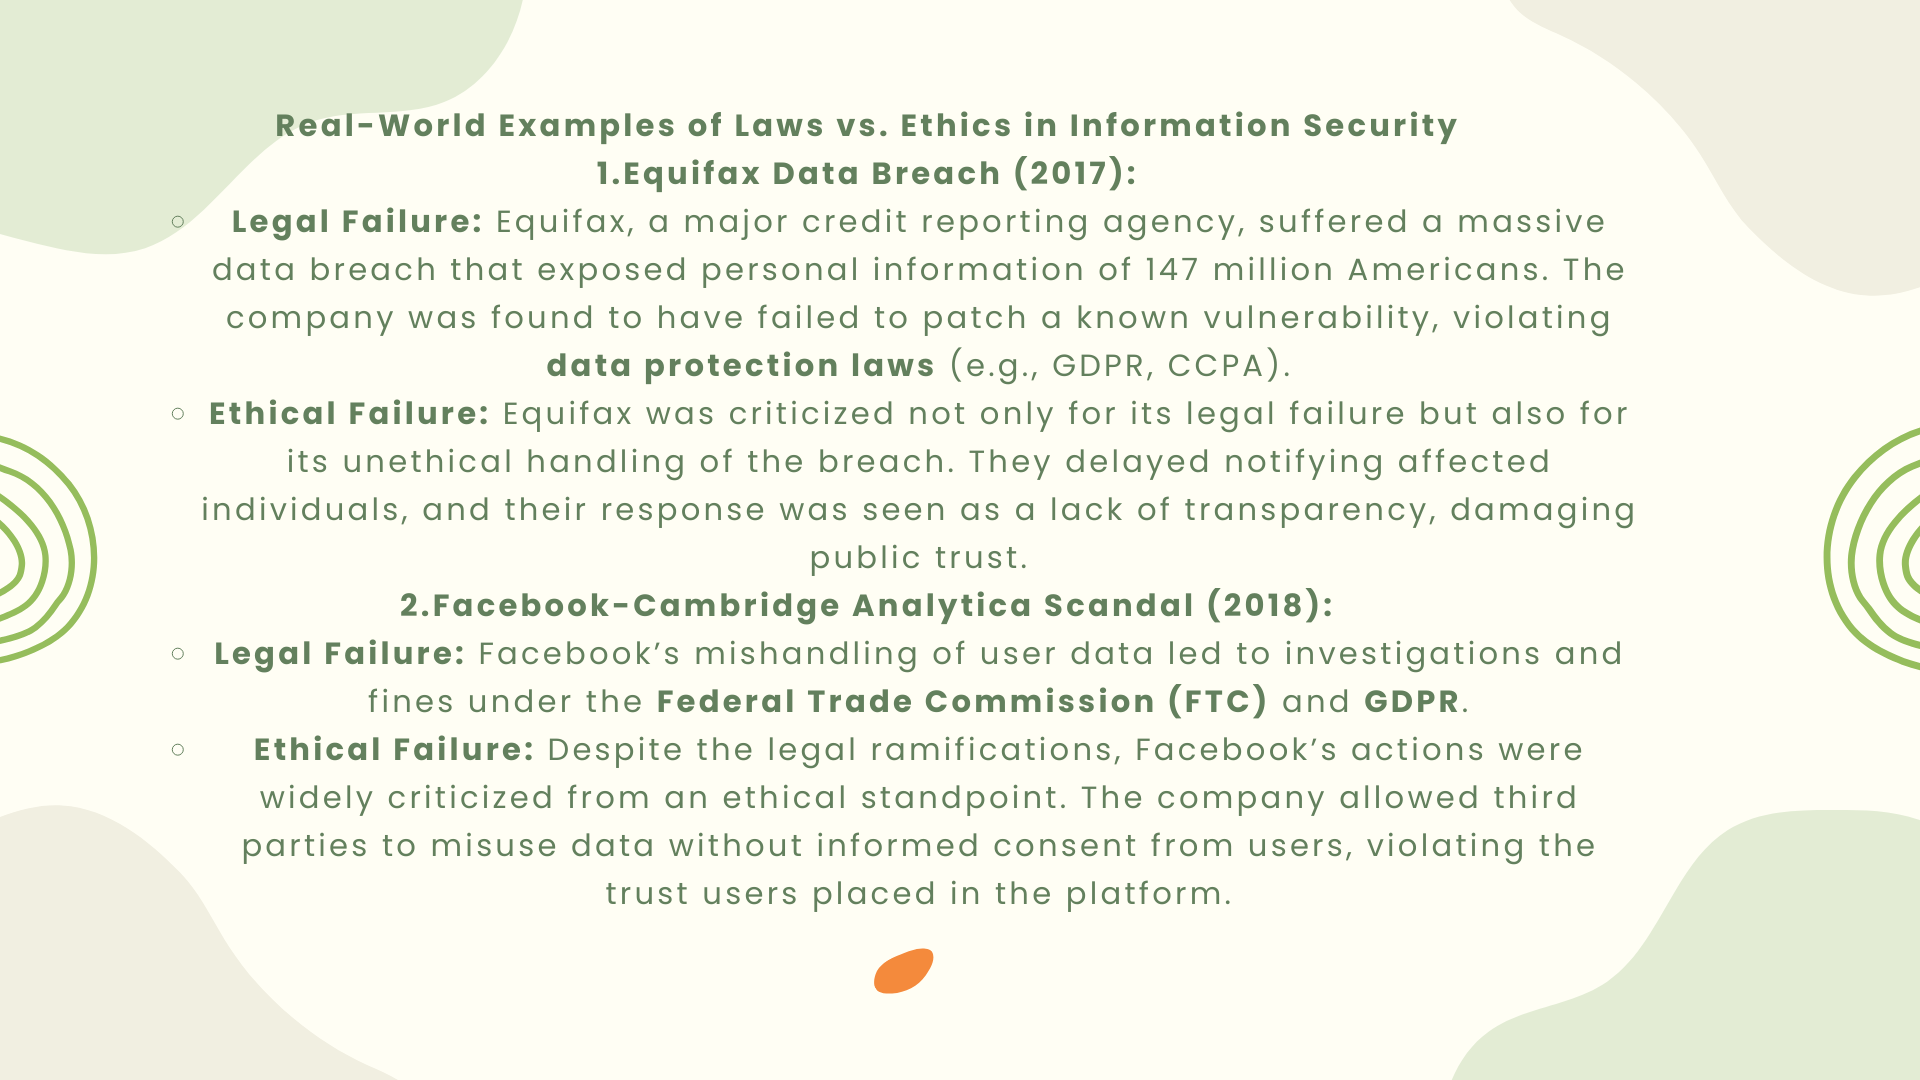 Real-World Examples of Laws vs. Ethics in Information Security
1.Equifax Data Breach (2017):
Legal Failure: Equifax, a major credit reporting agency, suffered a massive
data breach that exposed personal information of 147 million Americans. The
company was found to have failed to patch a known vulnerability, violating
data protection laws (e.g., GDPR, CCPA).
Ethical Failure: Equifax was criticized not only for its legal failure but also for
its unethical handling of the breach. They delayed notifying affected
individuals, and their response was seen as a lack of transparency, damaging
public trust.
2.Facebook-Cambridge Analytica Scandal (2018):
Legal Failure: Facebook’s mishandling of user data led to investigations and
fines under the Federal Trade Commission (FTC) and GDPR.
Ethical Failure: Despite the legal ramifications, Facebook’s actions were
widely criticized from an ethical standpoint. The company allowed third
parties to misuse data without informed consent from users, violating the
trust users placed in the platform.